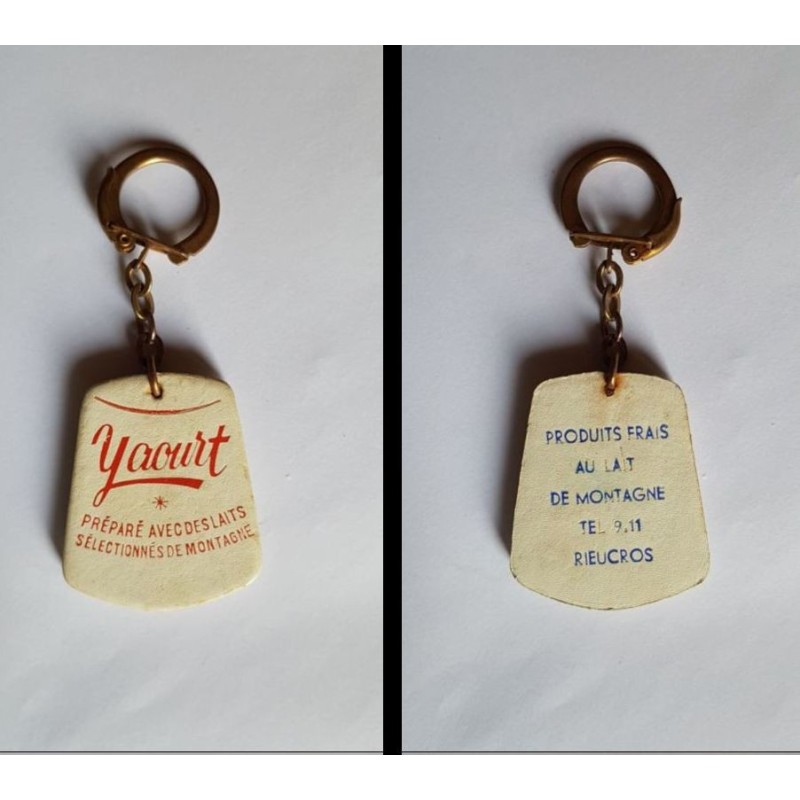 Yaourt
*
PRÉPARÉ AVEC DES LAITS
SÉLECTIONNÉS DE MONTAGNE
PRODUITS FRAIS
AU LAIT
DE MONTAGNE
TEL 9.11
RIEUCROS